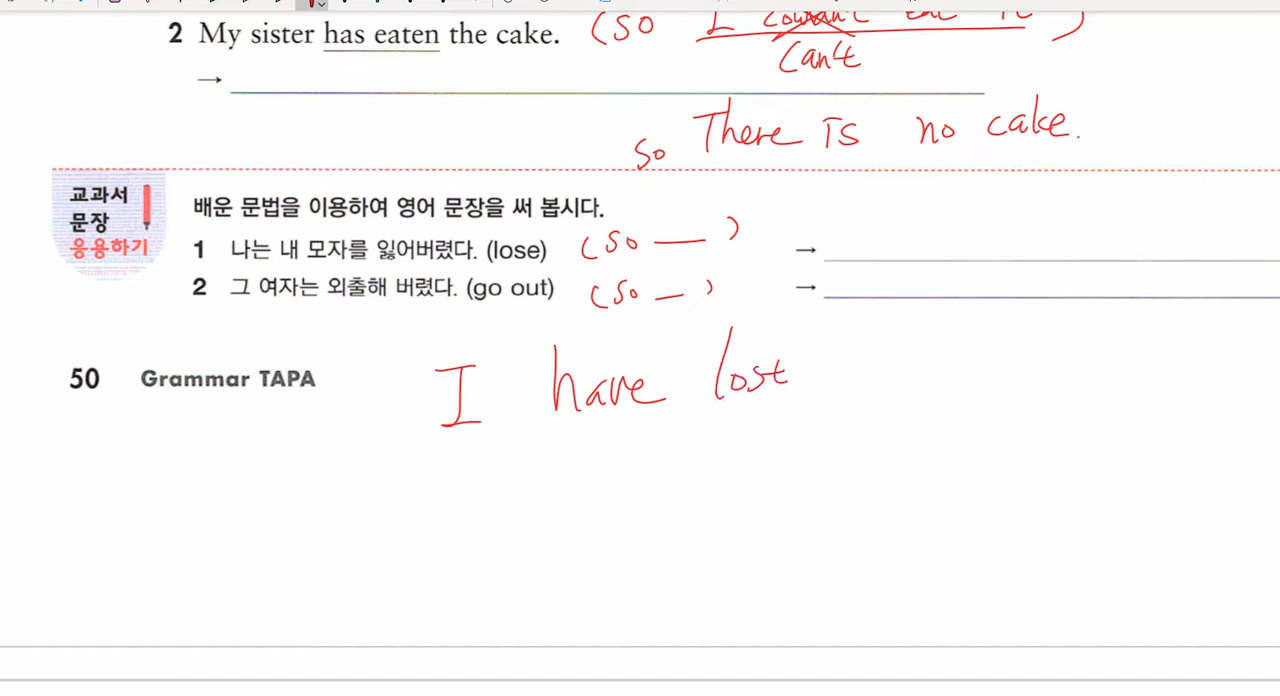 2 My sister has eaten the cake. (so I couldn't eat it)
can't
→
so There is no cake.
교과서
문장
응용하기
배운 문법을 이용하여 영어 문장을 써 봅시다.
1 나는 내 모자를 잃어버렸다. (lose) (so — ) →
2 그 여자는 외출해 버렸다. (go out) (so — ) →
50 Grammar TAPA
I have lost